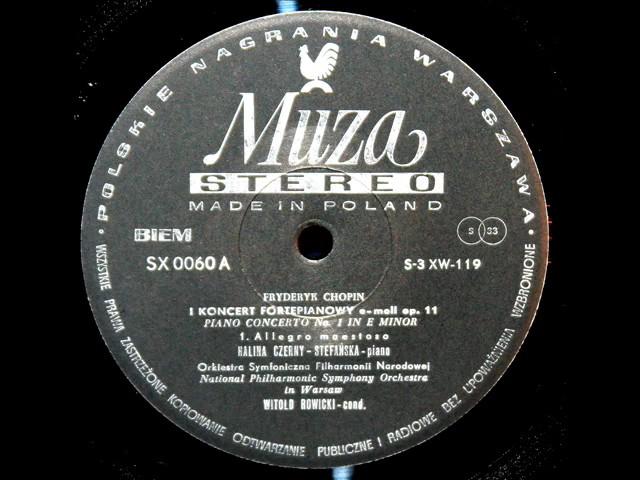 • POLSKIE NAGRANIA WARSZAWA •
Muza
STEREO
MADE IN POLAND
BIEM
S 33
SX 0060 A
S-3 XW-119
FRYDERYK CHOPIN
I KONCERT FORTEPIANOWY e-moll op. 11
PIANO CONCERTO No. 1 IN E MINOR
1. Allegro maestoso
HALINA CZERNY - STEFAŃSKA - piano
Orkiestra Symfoniczna Filharmonii Narodowej
National Philharmonic Symphony Orchestra
in Warsaw
WITOLD ROWICKI - cond.
WSZYSTKIE PRAWA ZASTRZEŻONE KOPIOWANIE ODTWARZANIE PUBLICZNE I RADIOWE BEZ UPOWAŻNIENIA WZBRONIONE